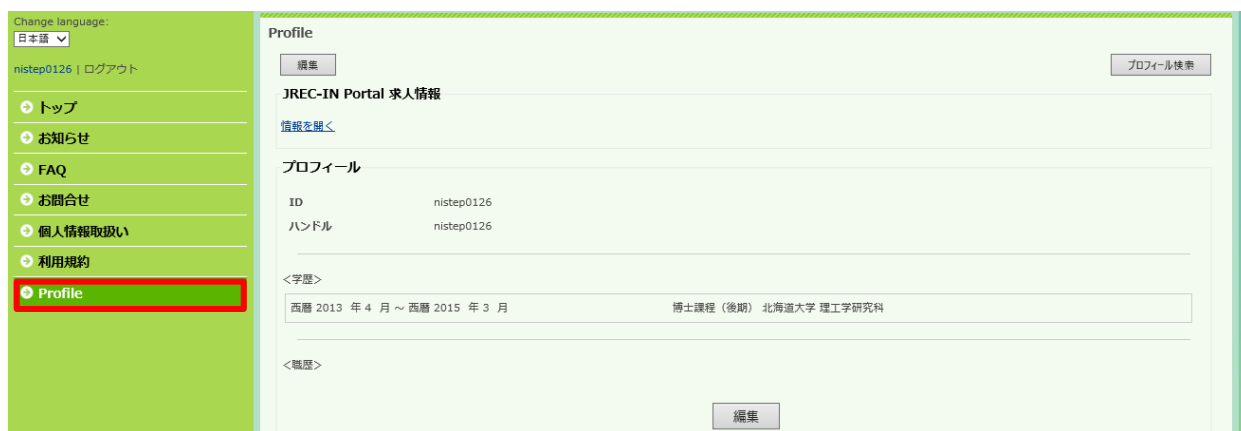 Change language:
日本語
nistep0126 | ログアウト
トップ
お知らせ
FAQ
お問合せ
個人情報取扱い
利用規約
Profile
Profile
編集
プロフィール検索
JREC-IN Portal 求人情報
情報を開く
プロフィール
ID nistep0126
ハンドル nistep0126
<学歴>
西暦 2013 年 4 月 ～ 西暦 2015 年 3 月 博士課程（後期） 北海道大学 理工学研究科
<職歴>
編集